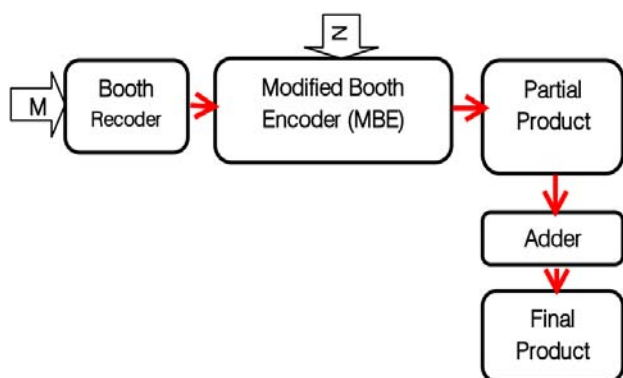 N
M
Booth
Recoder
Modified Booth
Encoder (MBE)
Partial
Product
Adder
Final
Product